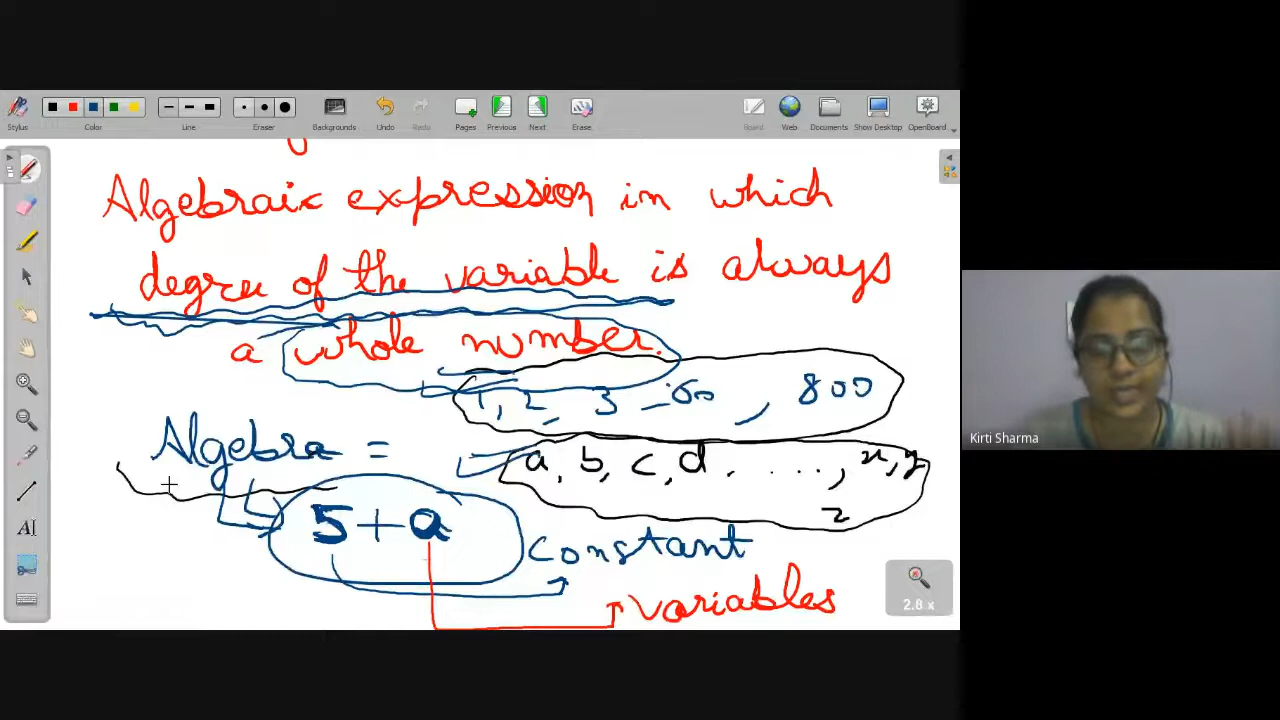 Stylus Color Line Eraser Backgrounds Undo Redo Pages Previous Next Erase Board Web Documents Show Desktop OpenBoard
Algebraic expression in which
degree of the variable is always
a whole number.
1, 2, 3 800
Algebra =
a, b, c, d . . . . . , x, y
z
5+a
constant
variables
2.8 x
Kirti Sharma